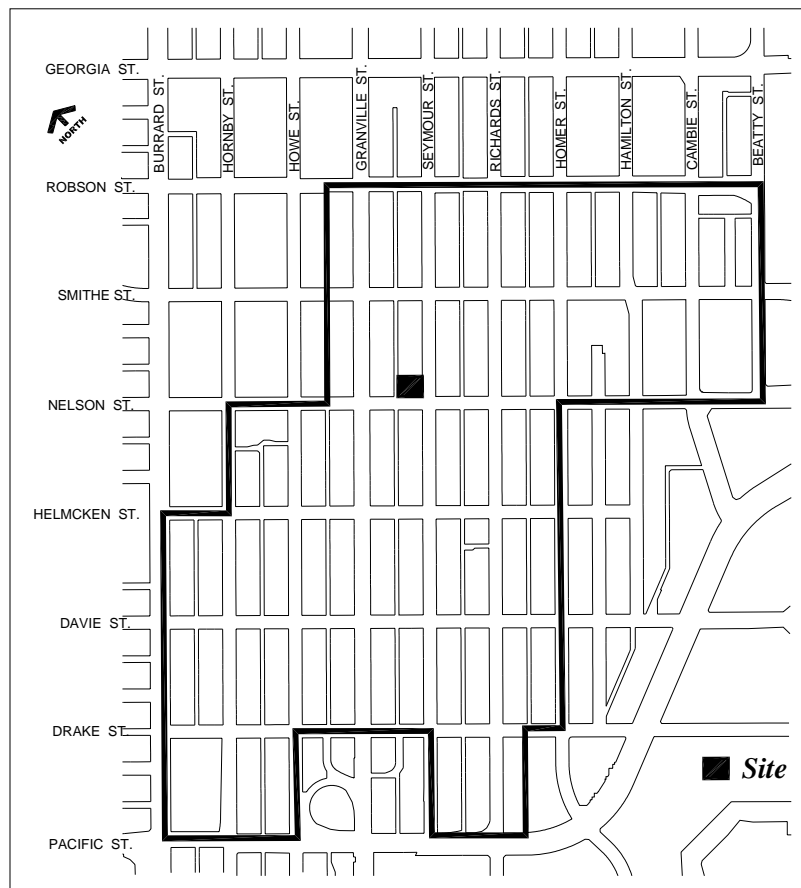 GEORGIA ST.
BURRARD ST.
HORNBY ST.
HOWE ST.
GRANVILLE ST.
SEYMOUR ST.
RICHARDS ST.
HOMER ST.
HAMILTON ST.
CAMBIE ST.
BEATTY ST.
NORTH
ROBSON ST.
SMITHE ST.
NELSON ST.
HELMCKEN ST.
DAVIE ST.
DRAKE ST.
Site
PACIFIC ST.